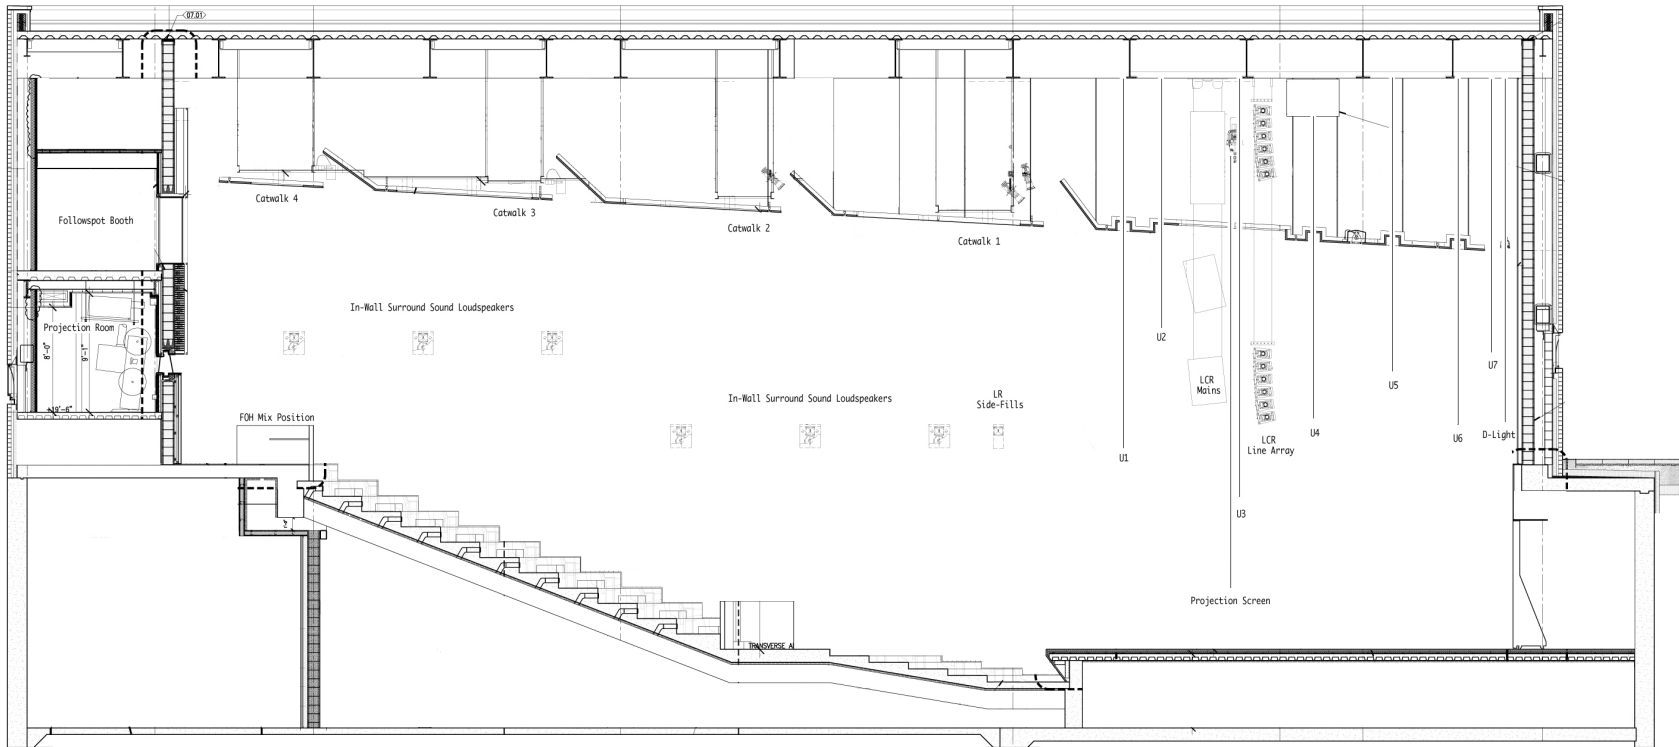 07.01
Followspot Booth
Catwalk 4
Catwalk 3
Catwalk 2
Catwalk 1
In-Wall Surround Sound Loudspeakers
Projection Room
8'-0"
9'-1"
9'-6"
U2
U7
LCR
Mains
U5
In-Wall Surround Sound Loudspeakers
LR
Side-Fills
FOH Mix Position
U4
U6
D-Light
LCR
Line Array
U1
U3
Projection Screen
TRANSVERSE A